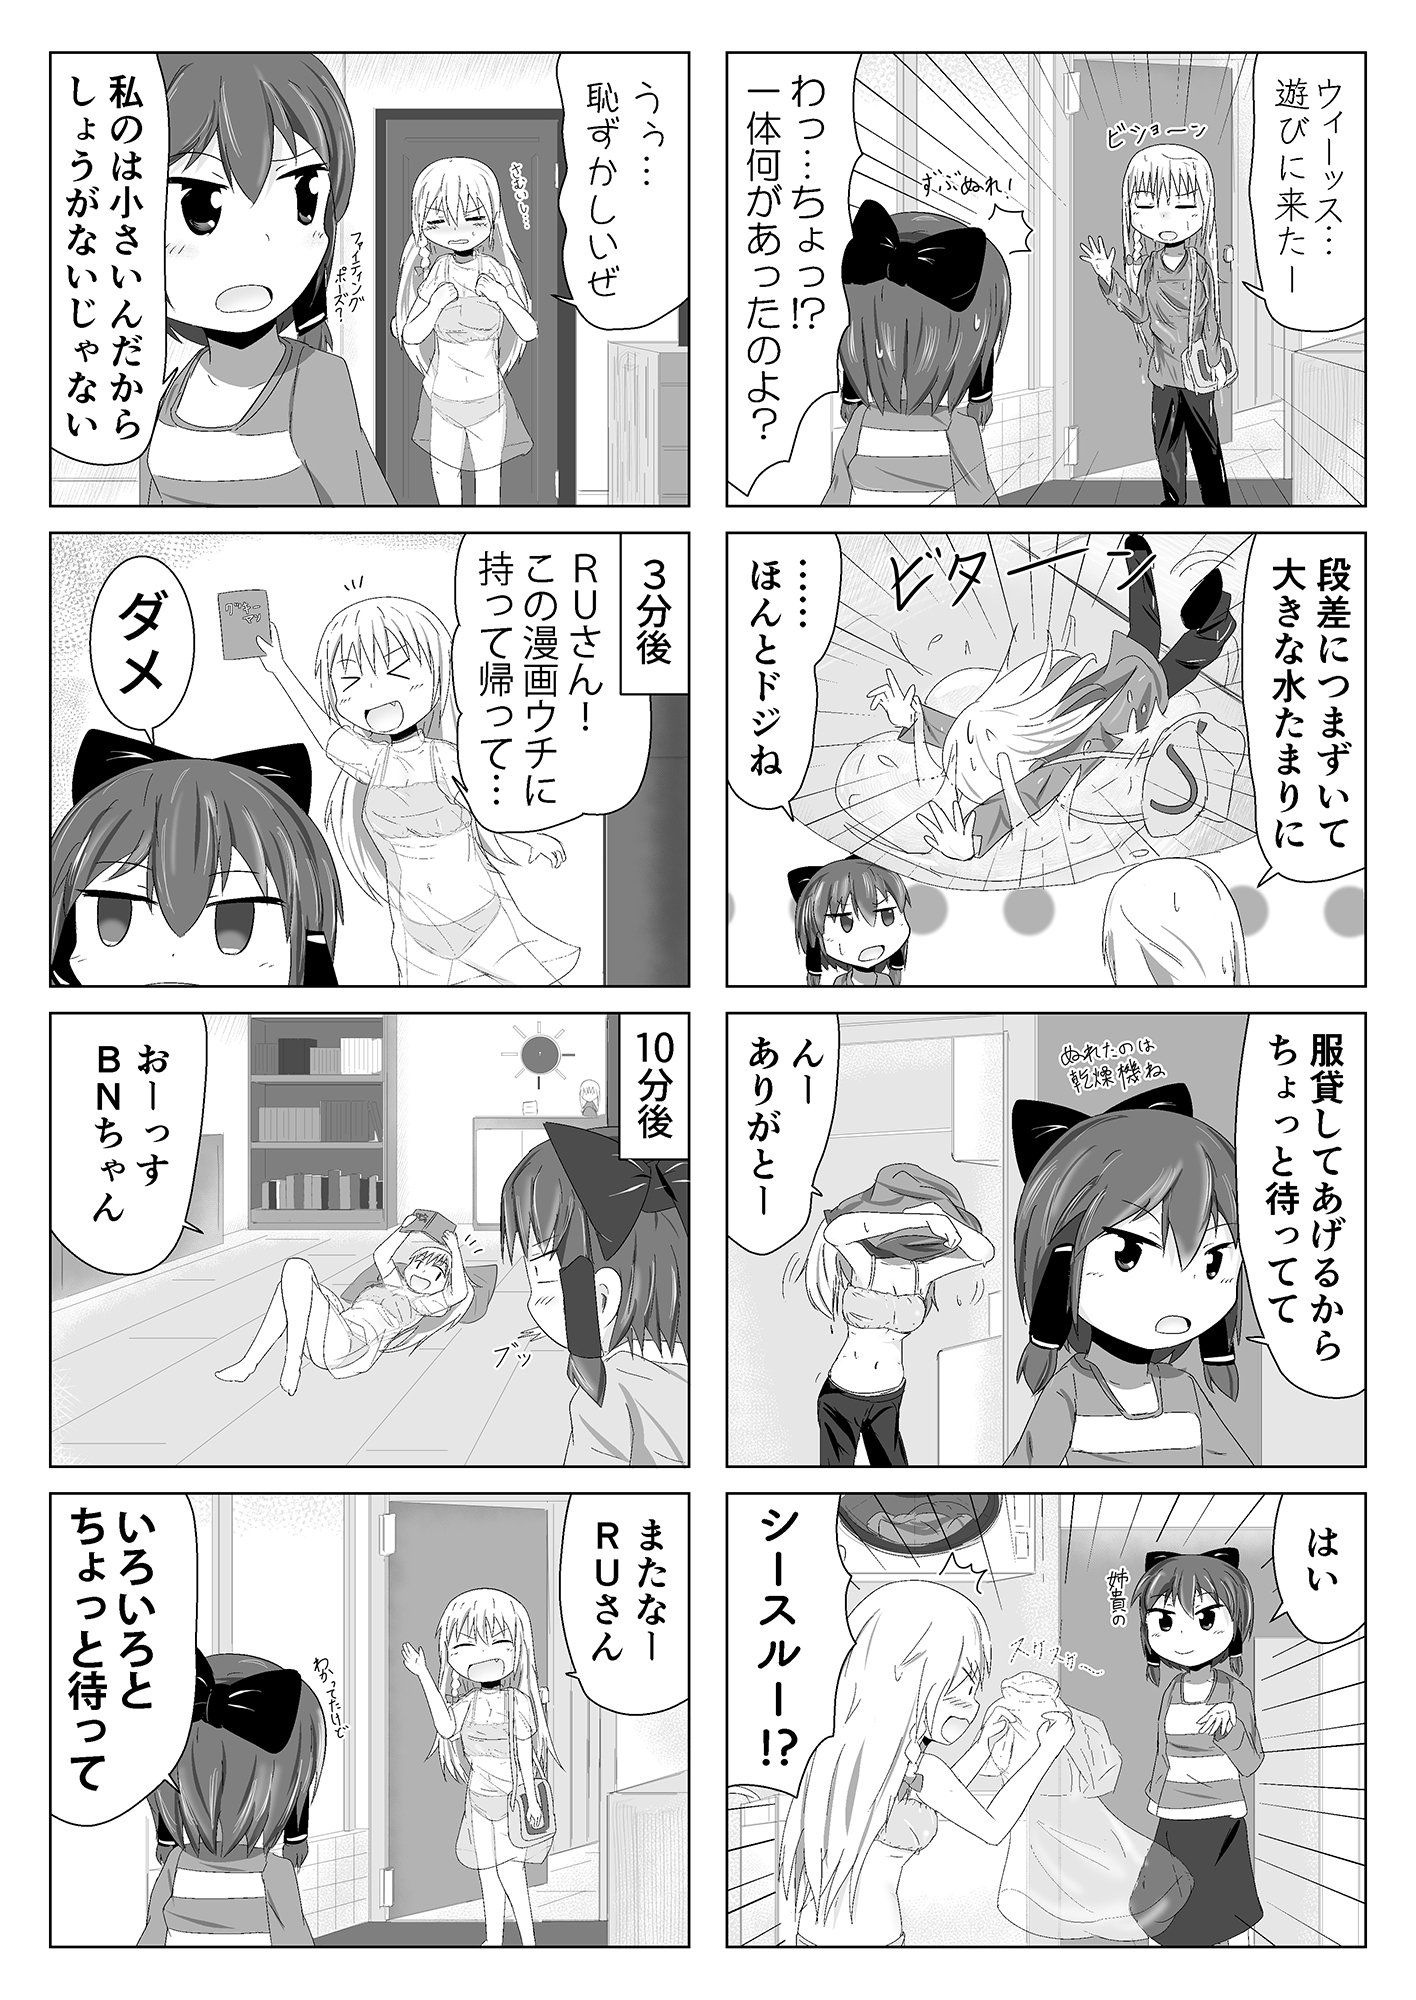 ウィーッス…
遊びに来たー
ビショーン
ずぶぬれ!
わっ…ちょっ!?
一体何があったのよ?
段差につまずいて
大きな水たまりに
ビターン
……
ほんとドジね
服貸してあげるから
ちょっと待ってて
ぬれたのは
乾燥機ね
んー
ありがとー
はい
姉貴の
スケスケ〜
シースルー!?
うぅ…
恥ずかしいぜ
さむいし…
ファイティング
ポーズ?
私のは小さいんだから
しょうがないじゃない
3分後
RUさん!
この漫画ウチに
持って帰って…
ダメ
10分後
おーっす
BNちゃん
ブッ
またなー
RUさん
わかってたけど
いろいろと
ちょっと待って